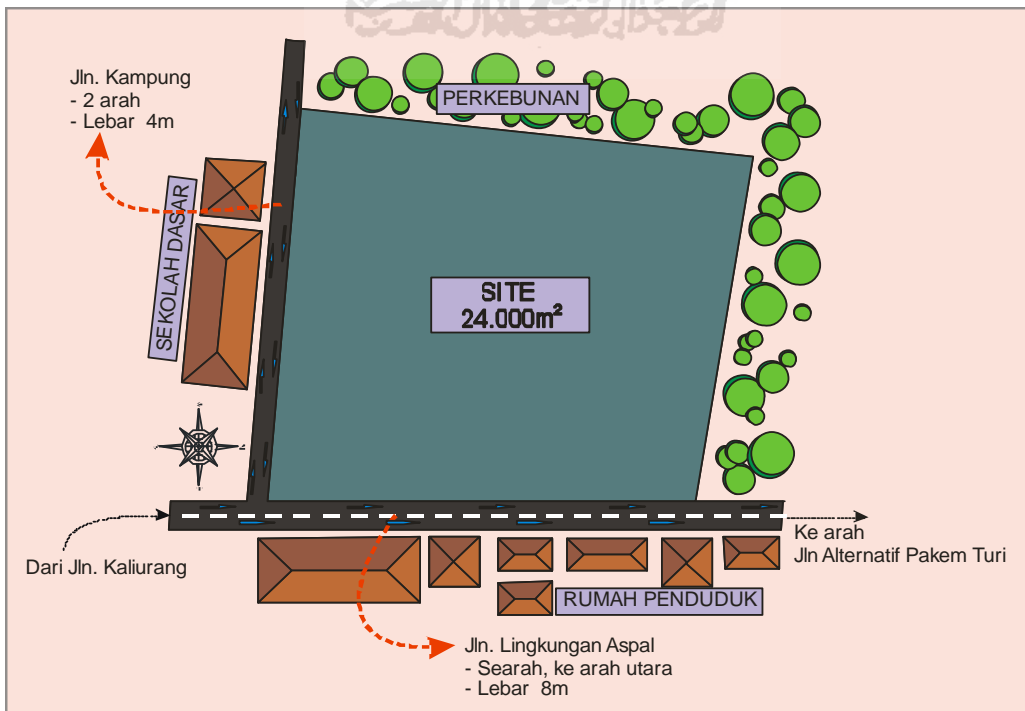 Jln. Kampung
- 2 arah
- Lebar 4m
PERKEBUNAN
SEKOLAH DASAR
SITE
24.000m²
Dari Jln. Kaliurang
Ke arah
Jln Alternatif Pakem Turi
RUMAH PENDUDUK
Jln. Lingkungan Aspal
- Searah, ke arah utara
- Lebar 8m